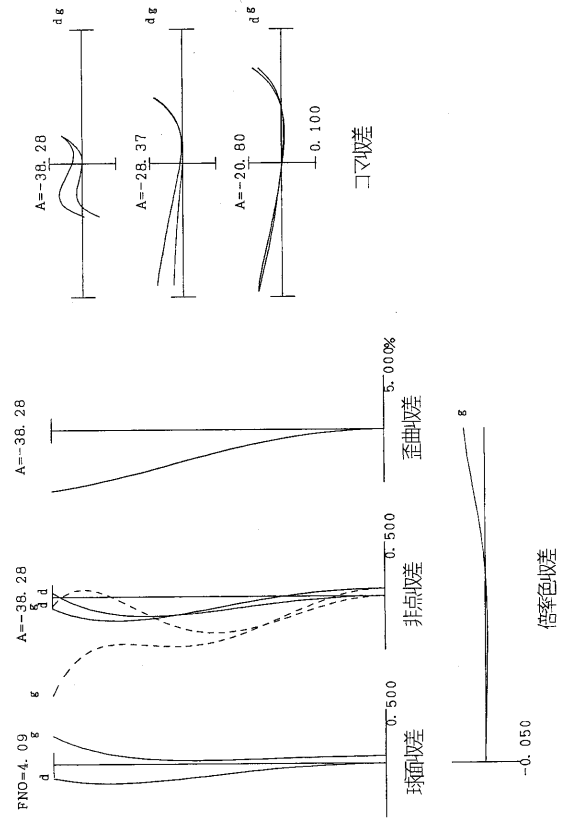 FNO=4.09
d
g
0.500
球面収差
A=-38.28
g
g
d
d
0.500
非点収差
A=-38.28
5.000%
歪曲収差
A=-38.28
d g
A=-28.37
d g
A=-20.80
d g
0.100
コマ収差
g
-0.050
倍率色収差